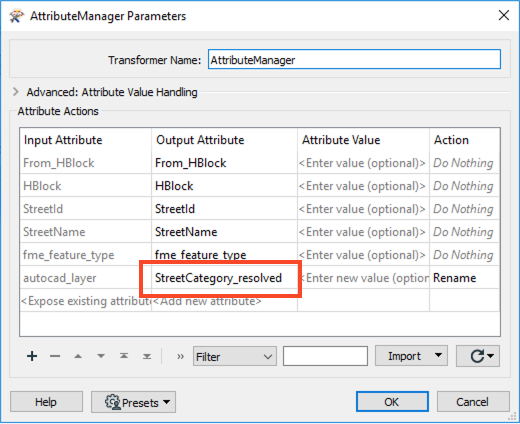 AttributeManager Parameters
Transformer Name: AttributeManager
Advanced: Attribute Value Handling
Attribute Actions
Input Attribute Output Attribute Attribute Value Action
From_HBlock From_HBlock <Enter value (optional)> Do Nothing
HBlock HBlock <Enter value (optional)> Do Nothing
StreetId StreetId <Enter value (optional)> Do Nothing
StreetName StreetName <Enter value (optional)> Do Nothing
fme_feature_type fme_feature_type <Enter value (optional)> Do Nothing
autocad_layer StreetCategory_resolved <Enter new value (option Rename
<Expose existing attribut <Add new attribute>
Filter Import
Help Presets OK Cancel